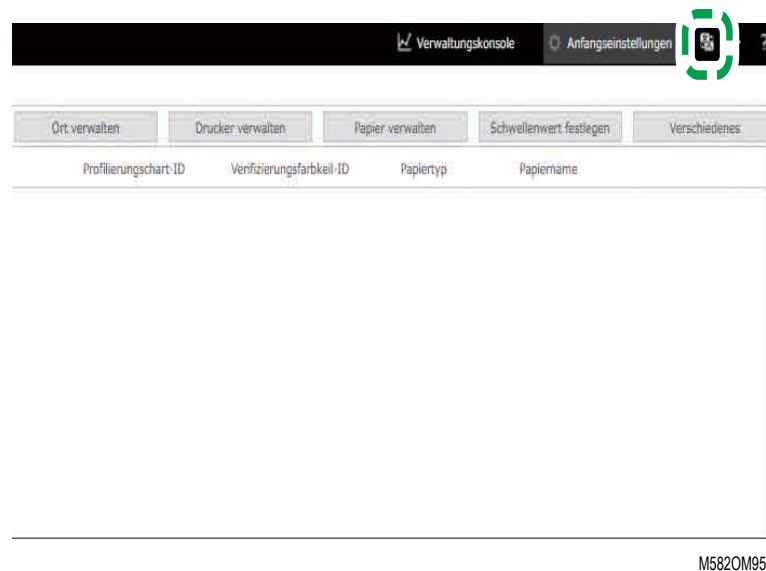 Verwaltungskonsole Anfangseinstellungen ?
Ort verwalten Drucker verwalten Papier verwalten Schwellenwert festlegen Verschiedenes
Profilierungschart-ID Verifizierungsfarbkeil-ID Papiertyp Papiername
M582OM95